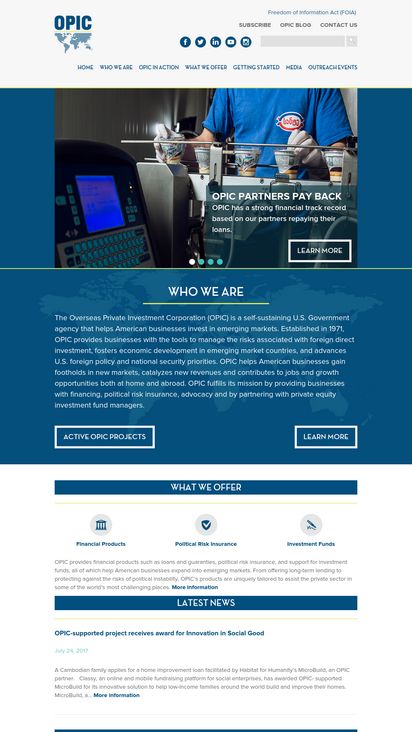 Freedom of Information Act (FOIA)
OPIC
SUBSCRIBE OPIC BLOG CONTACT US
HOME WHO WE ARE OPIC IN ACTION WHAT WE OFFER GETTING STARTED MEDIA OUTREACH EVENTS
OPIC PARTNERS PAY BACK
OPIC has a strong financial track record
based on our partners repaying their
loans.
LEARN MORE
WHO WE ARE
The Overseas Private Investment Corporation (OPIC) is a self-sustaining U.S. Government
agency that helps American businesses invest in emerging markets. Established in 1971,
OPIC provides businesses with the tools to manage the risks associated with foreign direct
investment, fosters economic development in emerging market countries, and advances
U.S. foreign policy and national security priorities. OPIC helps American businesses gain
footholds in new markets, catalyzes new revenues and contributes to jobs and growth
opportunities both at home and abroad. OPIC fulfills its mission by providing businesses
with financing, political risk insurance, advocacy and by partnering with private equity
investment fund managers.
ACTIVE OPIC PROJECTS
LEARN MORE
WHAT WE OFFER
Financial Products Political Risk Insurance Investment Funds
OPIC provides financial products such as loans and guaranties, political risk insurance, and support for investment
funds, all of which help American businesses expand into emerging markets. From offering long-term lending to
protecting against the risks of political instability, OPIC's products are uniquely tailored to assist the private sector in
some of the world's most challenging places. More information
LATEST NEWS
OPIC-supported project receives award for Innovation in Social Good
July 24, 2017
A Cambodian family applies for a home improvement loan facilitated by Habitat for Humanity's MicroBuild, an OPIC
partner. Classy, an online and mobile fundraising platform for social enterprises, has awarded OPIC- supported
MicroBuild for its innovative solution to help low-income families around the world build and improve their homes.
MicroBuild, a... More information